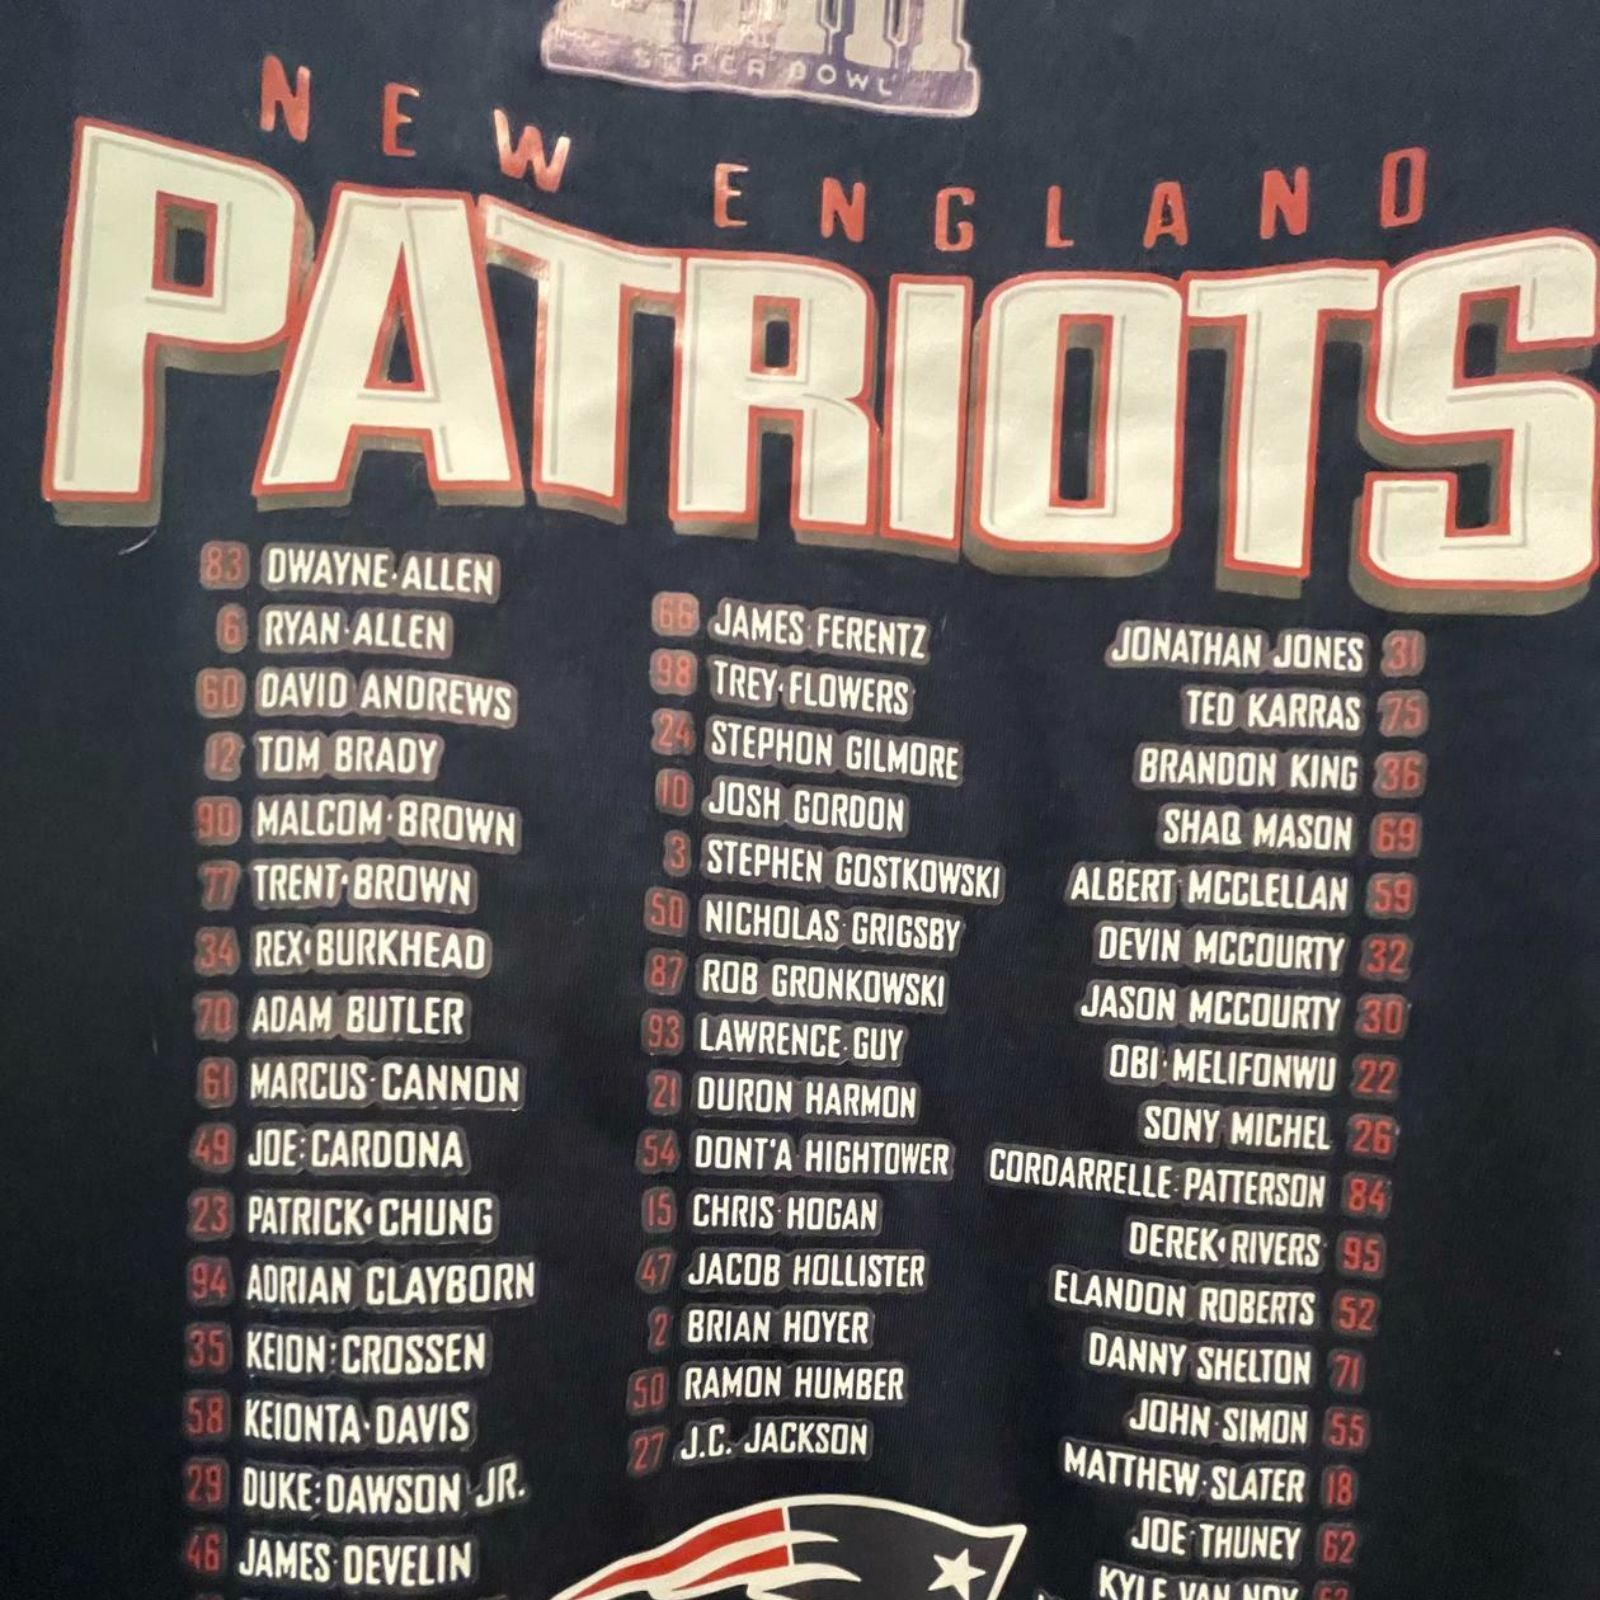 LIII
SUPER BOWL
NEW ENGLAND
PATRIOTS
83 DWAYNE ALLEN
6 RYAN ALLEN
60 DAVID ANDREWS
12 TOM BRADY
90 MALCOM BROWN
77 TRENT BROWN
34 REX BURKHEAD
70 ADAM BUTLER
61 MARCUS CANNON
49 JOE CARDONA
23 PATRICK CHUNG
94 ADRIAN CLAYBORN
35 KEION CROSSEN
58 KEIONTA DAVIS
29 DUKE DAWSON JR.
46 JAMES DEVELIN
66 JAMES FERENTZ
98 TREY FLOWERS
24 STEPHON GILMORE
10 JOSH GORDON
3 STEPHEN GOSTKOWSKI
50 NICHOLAS GRIGSBY
87 ROB GRONKOWSKI
93 LAWRENCE GUY
21 DURON HARMON
54 DONT'A HIGHTOWER
15 CHRIS HOGAN
47 JACOB HOLLISTER
2 BRIAN HOYER
50 RAMON HUMBER
27 J.C. JACKSON
JONATHAN JONES 31
TED KARRAS 75
BRANDON KING 36
SHAQ MASON 69
ALBERT MCCLELLAN 59
DEVIN MCCOURTY 32
JASON MCCOURTY 30
OBI MELIFONWU 22
SONY MICHEL 26
CORDARRELLE PATTERSON 84
DEREK RIVERS 95
ELANDON ROBERTS 52
DANNY SHELTON 71
JOHN SIMON 55
MATTHEW SLATER 18
JOE THUNEY 62
KYLE VAN NOY 53